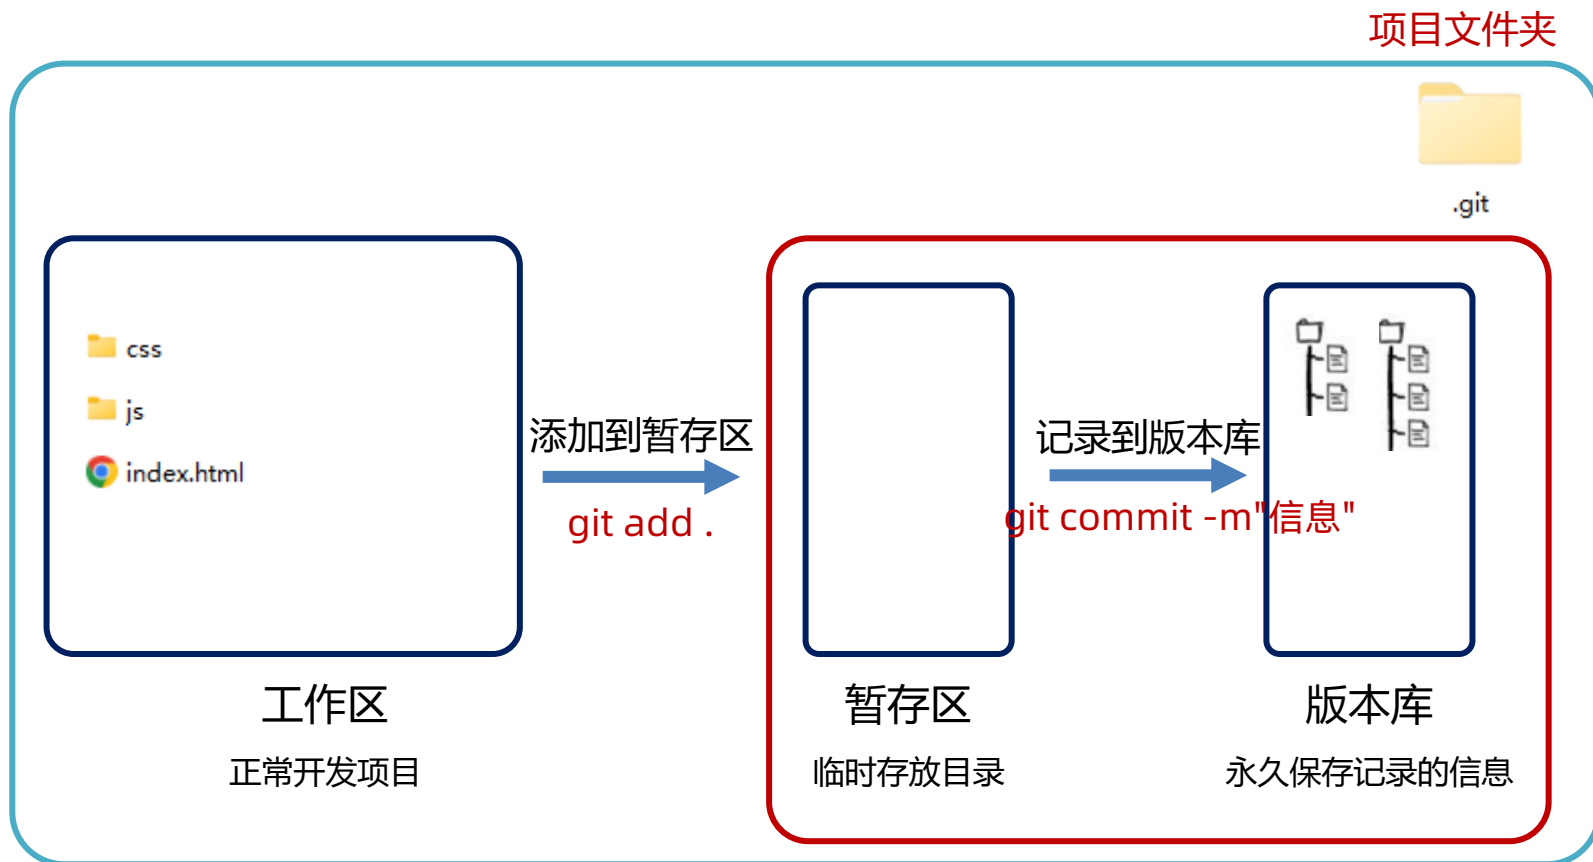 项目文件夹
.git
css
js
index.html
添加到暂存区
git add .
记录到版本库
git commit -m"信息"
工作区
正常开发项目
暂存区
临时存放目录
版本库
永久保存记录的信息